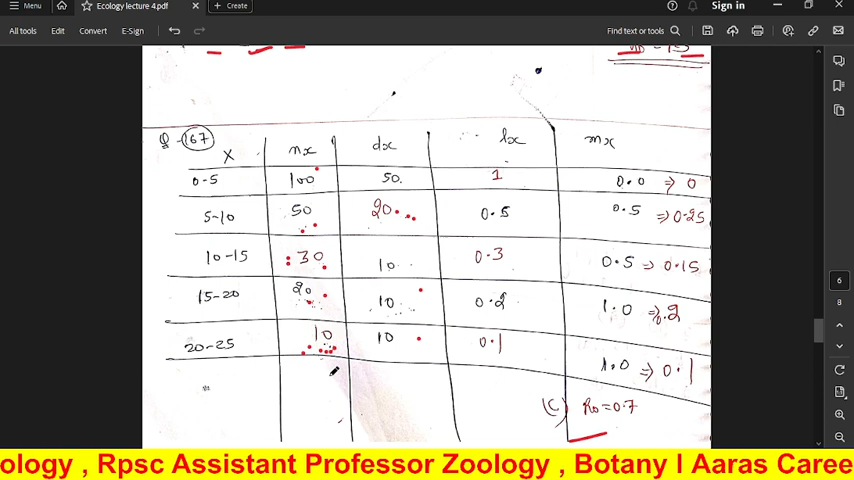 Menu
Ecology lecture 4.pdf
Create
Sign in
All tools Edit Convert E-Sign
Find text or tools
Q-167
x nx dx lx mx
0-5 100 50. 1 0.0 ⇒ 0
5-10 50 20 0.5 0.5 ⇒ 0.25
10-15 30 10 0.3 0.5 ⇒ 0.15
15-20 20 10 0.2 1.0 ⇒ 0.2
20-25 10 10 0.1 1.0 ⇒ 0.1
(C) R0 = 0.7
6
8
ology , Rpsc Assistant Professor Zoology , Botany I Aaras Caree